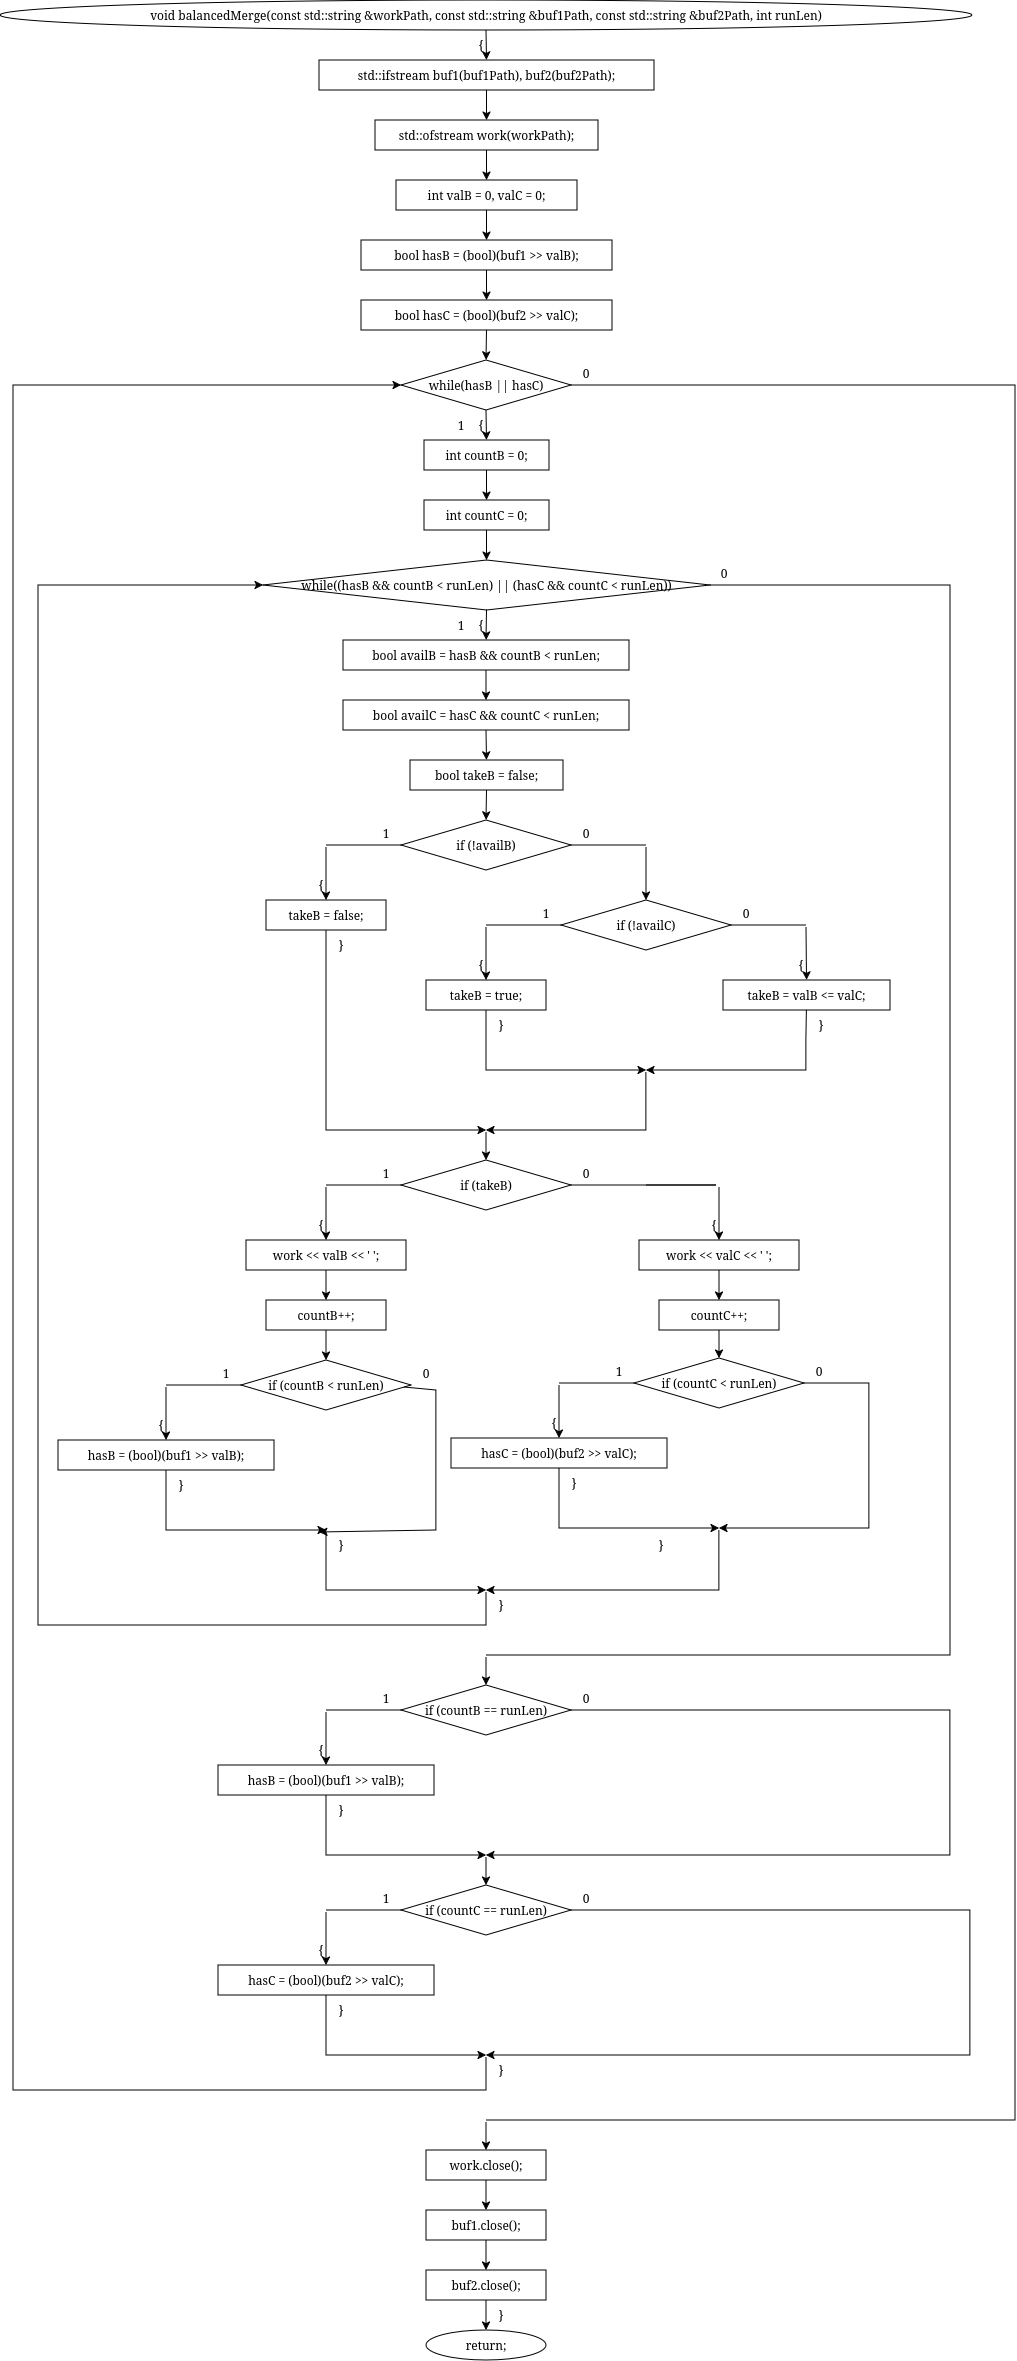 void balancedMerge(const std::string &workPath, const std::string &buf1Path, const std::string &buf2Path, int runLen)
{
std::ifstream buf1(buf1Path), buf2(buf2Path);
std::ofstream work(workPath);
int valB = 0, valC = 0;
bool hasB = (bool)(buf1 >> valB);
bool hasC = (bool)(buf2 >> valC);
0
while(hasB || hasC)
1 {
int countB = 0;
int countC = 0;
0
while((hasB && countB < runLen) || (hasC && countC < runLen))
1 {
bool availB = hasB && countB < runLen;
bool availC = hasC && countC < runLen;
bool takeB = false;
1 0
if (!availB)
{
takeB = false;
1 0
if (!availC)
}
{ {
takeB = true; takeB = valB <= valC;
} }
1 0
if (takeB)
{ {
work << valB << ' '; work << valC << ' ';
countB++; countC++;
1 0 1 0
if (countB < runLen) if (countC < runLen)
{ {
hasB = (bool)(buf1 >> valB); hasC = (bool)(buf2 >> valC);
} }
} }
}
1 0
if (countB == runLen)
{
hasB = (bool)(buf1 >> valB);
}
1 0
if (countC == runLen)
{
hasC = (bool)(buf2 >> valC);
}
}
work.close();
buf1.close();
buf2.close();
}
return;